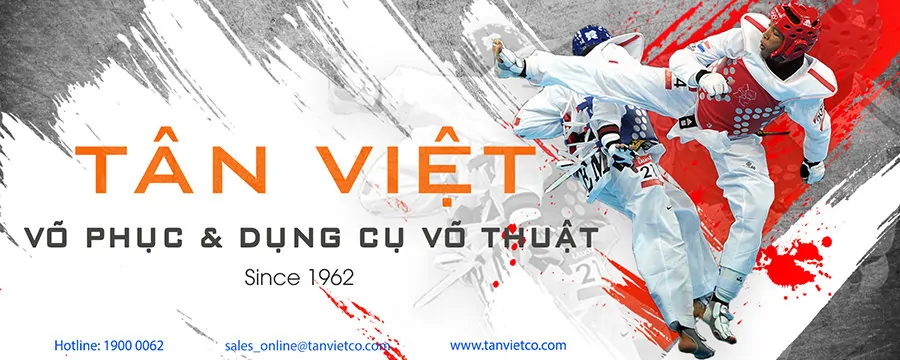 TÂN VIỆT
VÕ PHỤC & DỤNG CỤ VÕ THUẬT
Since 1962
Hotline: 1900 0062 sales_online@tanvietco.com www.tanvietco.com